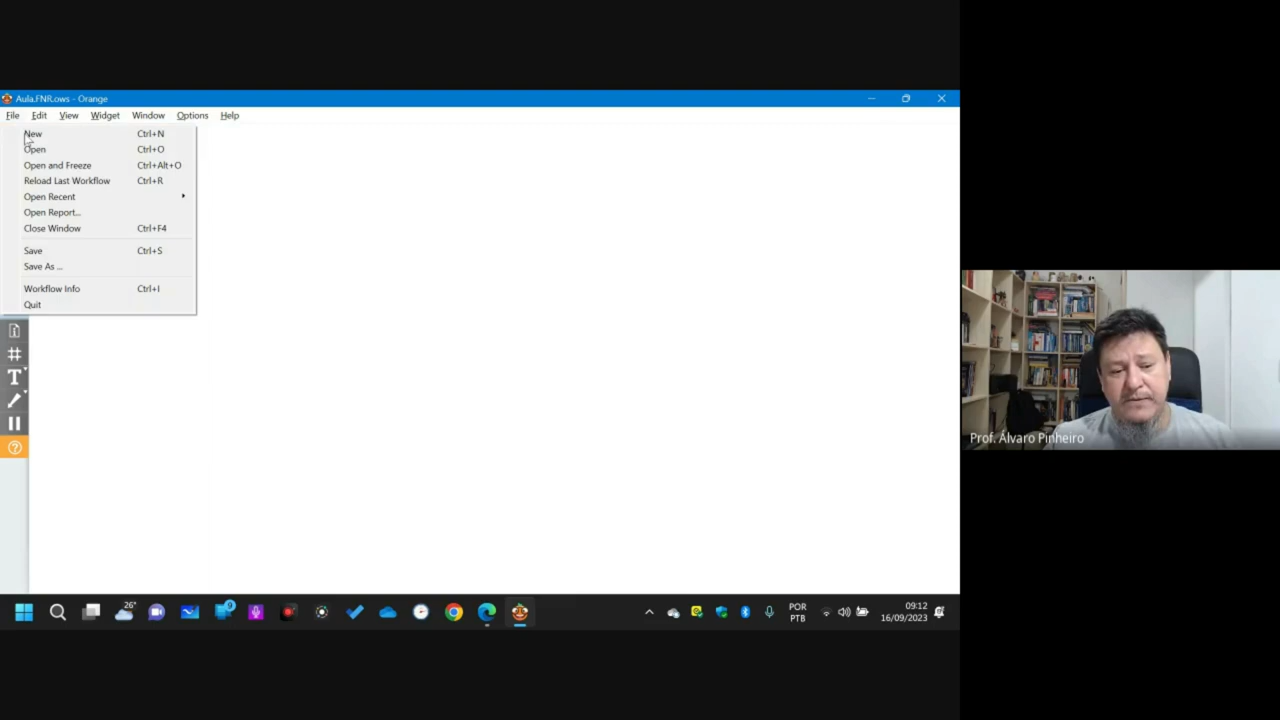 Aula.FNR.ows - Orange
File Edit View Widget Window Options Help
New Ctrl+N
Open Ctrl+O
Open and Freeze Ctrl+Alt+O
Reload Last Workflow Ctrl+R
Open Recent
Open Report...
Close Window Ctrl+F4
Save Ctrl+S
Save As ...
Workflow Info Ctrl+I
Quit
T
?
Prof. Álvaro Pinheiro
26°
0
POR
PTB
09:12
16/09/2023